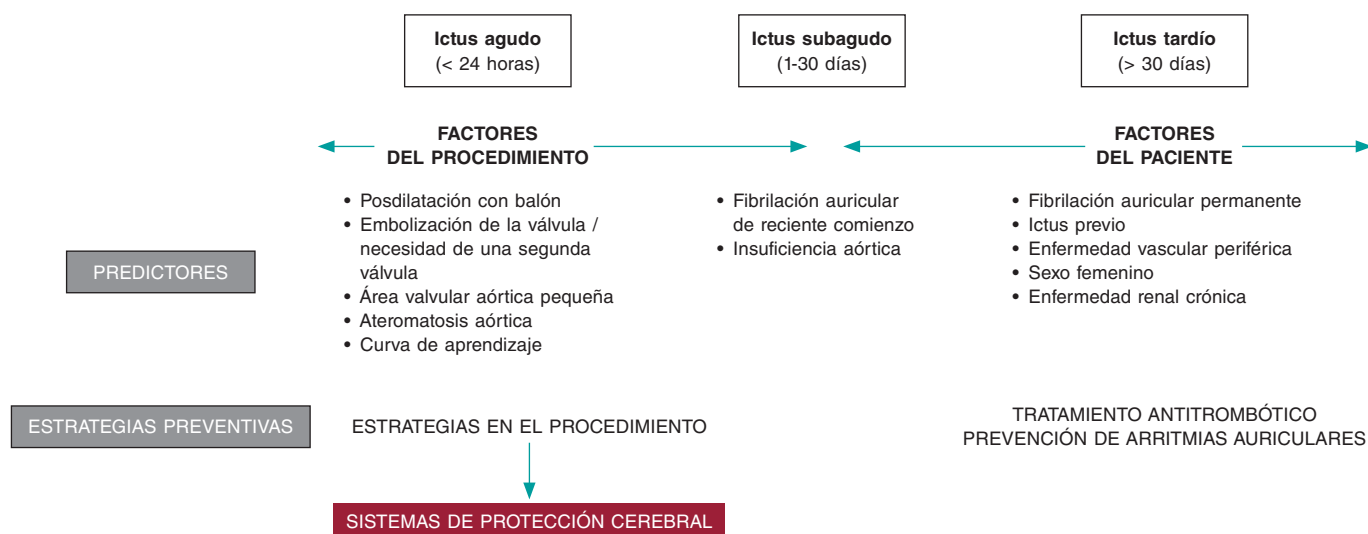 Ictus agudo
(< 24 horas)
Ictus subagudo
(1-30 días)
Ictus tardío
(> 30 días)
FACTORES
DEL PROCEDIMIENTO
FACTORES
DEL PACIENTE
PREDICTORES
• Posdilatación con balón
• Embolización de la válvula /
necesidad de una segunda
válvula
• Área valvular aórtica pequeña
• Ateromatosis aórtica
• Curva de aprendizaje
• Fibrilación auricular
de reciente comienzo
• Insuficiencia aórtica
• Fibrilación auricular permanente
• Ictus previo
• Enfermedad vascular periférica
• Sexo femenino
• Enfermedad renal crónica
ESTRATEGIAS PREVENTIVAS
ESTRATEGIAS EN EL PROCEDIMIENTO
TRATAMIENTO ANTITROMBÓTICO
PREVENCIÓN DE ARRITMIAS AURICULARES
SISTEMAS DE PROTECCIÓN CEREBRAL